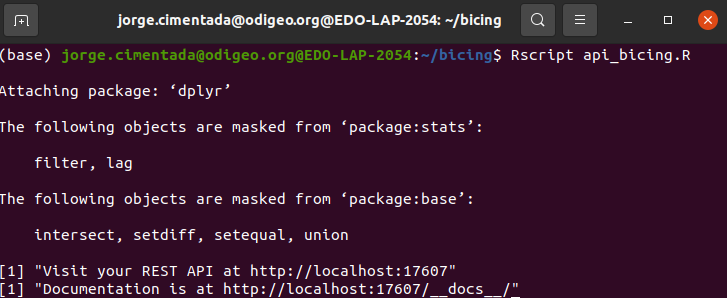 jorge.cimentada@odigeo.org@EDO-LAP-2054: ~/bicing
(base) jorge.cimentada@odigeo.org@EDO-LAP-2054:~/bicing$ Rscript api_bicing.R
Attaching package: ‘dplyr’
The following objects are masked from ‘package:stats’:
filter, lag
The following objects are masked from ‘package:base’:
intersect, setdiff, setequal, union
[1] "Visit your REST API at http://localhost:17607"
[1] "Documentation is at http://localhost:17607/__docs__/"